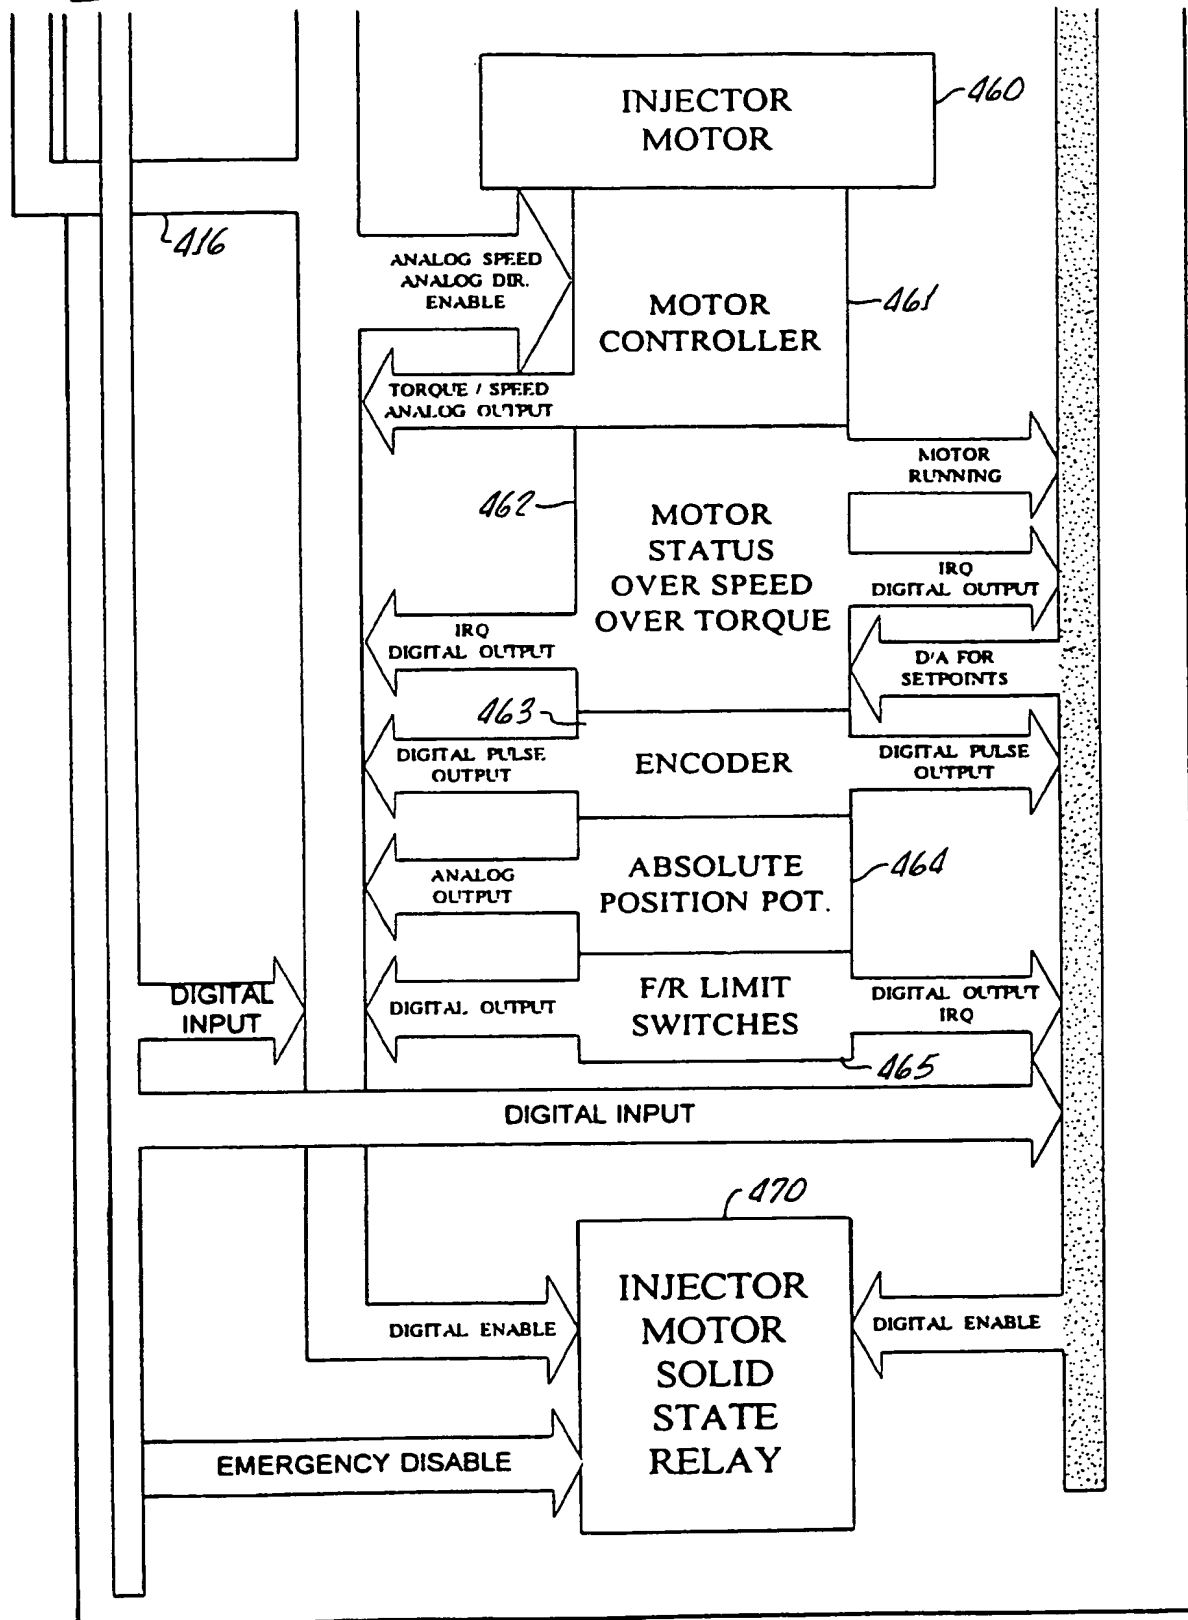 INJECTOR
MOTOR
460
416
ANALOG SPEED
ANALOG DIR.
ENABLE
MOTOR
CONTROLLER
461
TORQUE / SPEED
ANALOG OUTPUT
MOTOR
RUNNING
462
MOTOR
STATUS
OVER SPEED
OVER TORQUE
IRQ
DIGITAL OUTPUT
IRQ
DIGITAL OUTPUT
D/A FOR
SETPOINTS
463
DIGITAL PULSE
OUTPUT
ENCODER
DIGITAL PULSE
OUTPUT
ANALOG
OUTPUT
ABSOLUTE
POSITION POT.
464
DIGITAL
INPUT
DIGITAL OUTPUT
F/R LIMIT
SWITCHES
DIGITAL OUTPUT
IRQ
465
DIGITAL INPUT
470
INJECTOR
MOTOR
SOLID
STATE
RELAY
DIGITAL ENABLE
DIGITAL ENABLE
EMERGENCY DISABLE